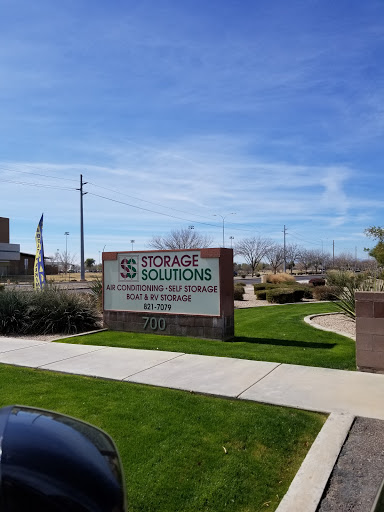 STORAGE
SOLUTIONS
AIR CONDITIONING • SELF STORAGE
BOAT & RV STORAGE
821-7079
700